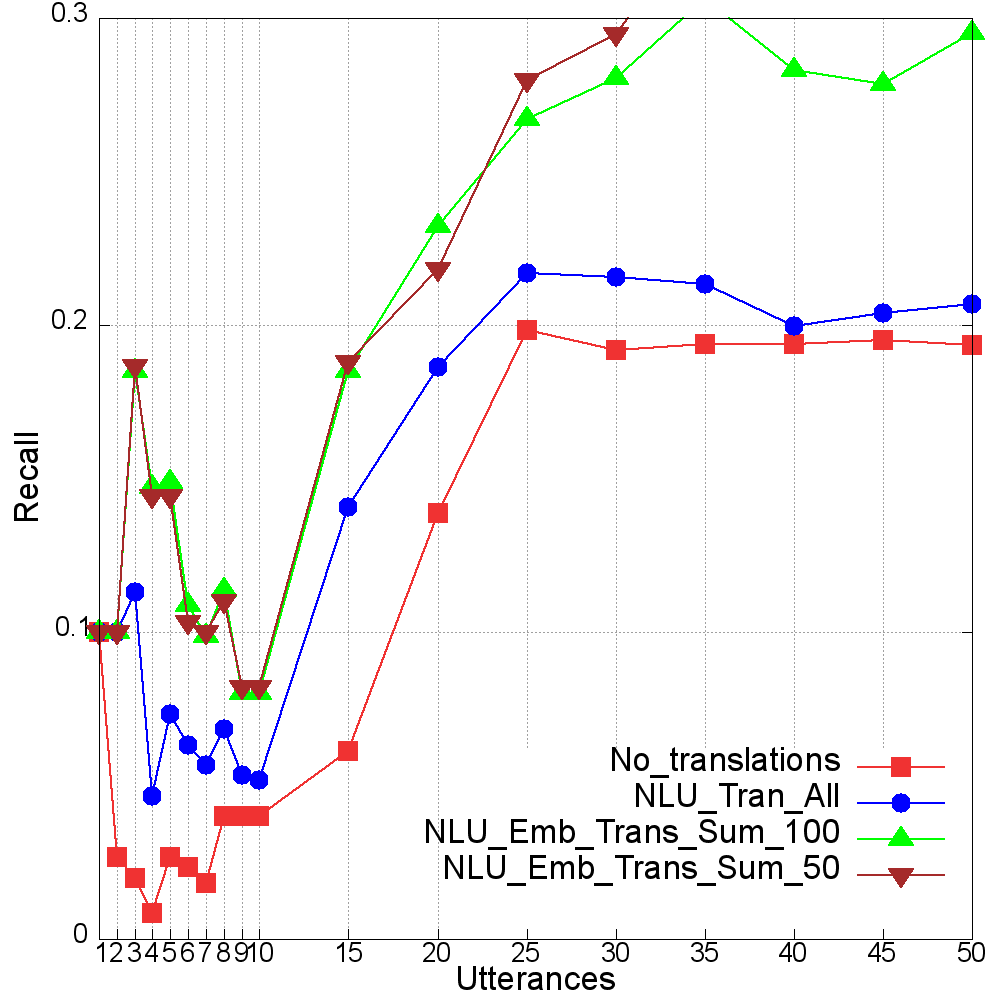 0.3
0.2
0.1
0
Recall
No_translations
NLU_Tran_All
NLU_Emb_Trans_Sum_100
NLU_Emb_Trans_Sum_50
1 2 3 4 5 6 7 8 9 10 15 20 25 30 35 40 45 50
Utterances